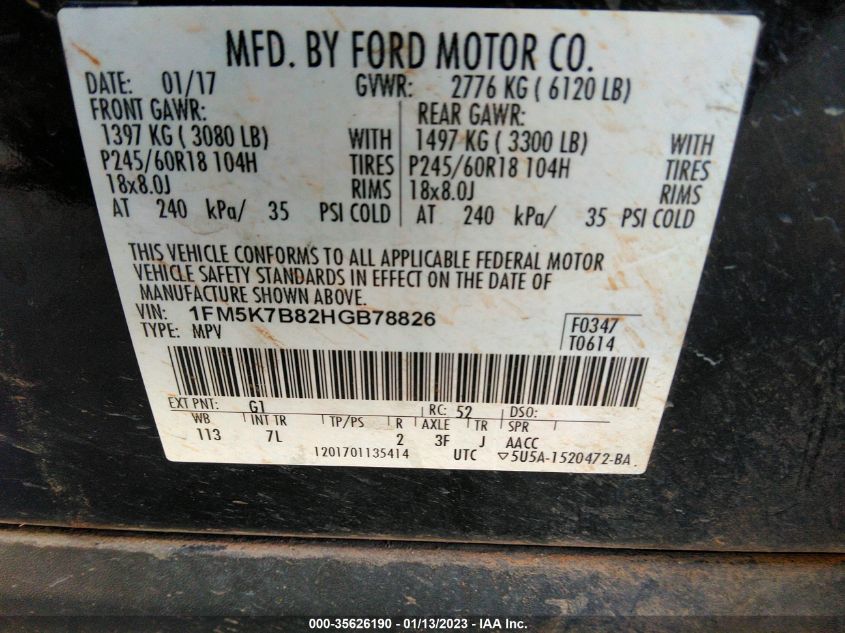 MFD. BY FORD MOTOR CO.
DATE: 01/17 GVWR: 2776 KG ( 6120 LB)
FRONT GAWR: REAR GAWR:
1397 KG ( 3080 LB) WITH 1497 KG ( 3300 LB) WITH
P245/60R18 104H TIRES P245/60R18 104H TIRES
18x8.0J RIMS 18x8.0J RIMS
AT 240 kPa/ 35 PSI COLD AT 240 kPa/ 35 PSI COLD
THIS VEHICLE CONFORMS TO ALL APPLICABLE FEDERAL MOTOR
VEHICLE SAFETY STANDARDS IN EFFECT ON THE DATE OF
MANUFACTURE SHOWN ABOVE.
VIN: 1FM5K7B82HGB78826 F0347
TYPE: MPV T0614
EXT PNT: G1 RC: 52 DSO:
WB INT TR TP/PS R AXLE TR SPR
113 7L 2 3F J AACC
1201701135414 UTC ▽5U5A-1520472-BA
000-35626190 - 01/13/2023 - IAA Inc.